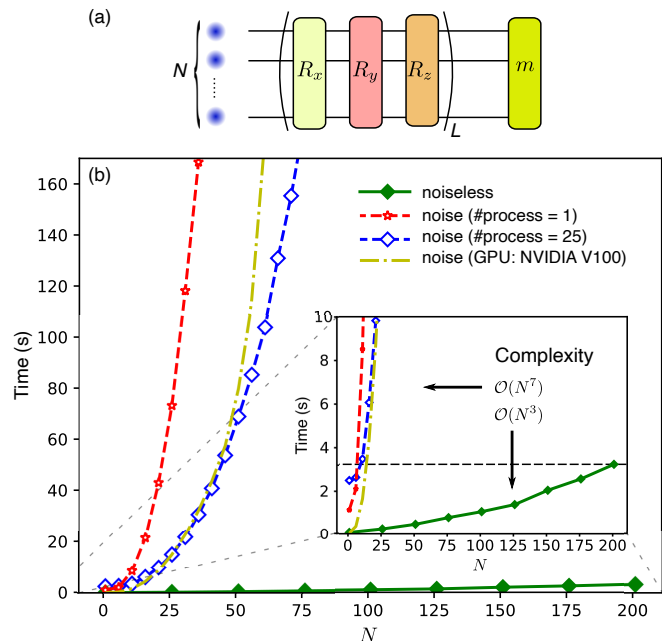 (a)
N
R_x R_y R_z m
L
(b)
noiseless
noise (#process = 1)
noise (#process = 25)
noise (GPU: NVIDIA V100)
Time (s)
160
140
120
100
80
60
40
20
0
0 25 50 75 100 125 150 175 200
N
Complexity
O(N^7)
O(N^3)
Time (s)
10
8
6
4
2
0
0 25 50 75 100 125 150 175 200
N